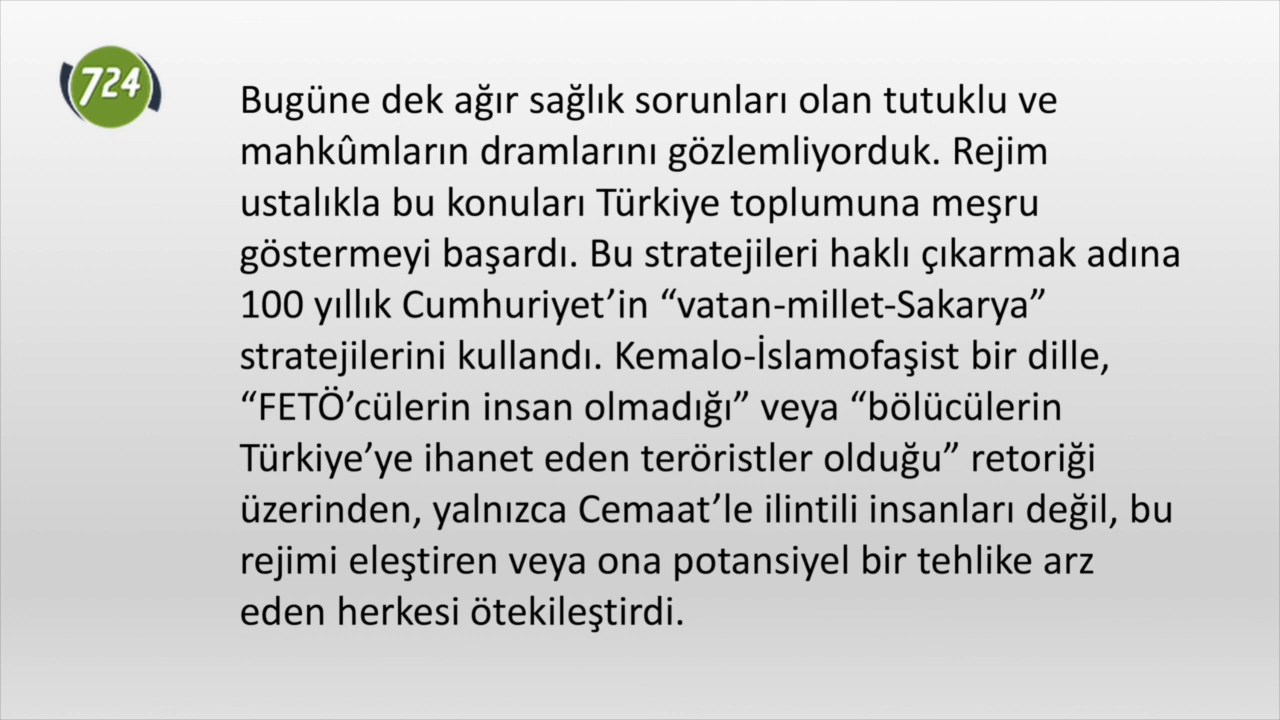 724
Bugüne dek ağır sağlık sorunları olan tutuklu ve
mahkûmların dramlarını gözlemliyorduk. Rejim
ustalıkla bu konuları Türkiye toplumuna meşru
göstermeyi başardı. Bu stratejileri haklı çıkarmak adına
100 yıllık Cumhuriyet’in “vatan-millet-Sakarya”
stratejilerini kullandı. Kemalo-İslamofaşist bir dille,
“FETÖ’cülerin insan olmadığı” veya “bölücülerin
Türkiye’ye ihanet eden teröristler olduğu” retoriği
üzerinden, yalnızca Cemaat’le ilintili insanları değil, bu
rejimi eleştiren veya ona potansiyel bir tehlike arz
eden herkesi ötekileştirdi.